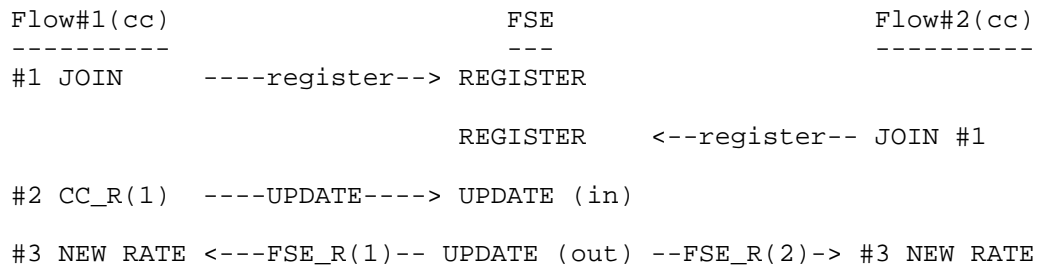 Flow#1(cc)                     FSE                    Flow#2(cc)
----------                     ---                    ----------
#1 JOIN     ----register--> REGISTER
                            REGISTER    <--register-- JOIN #1
#2 CC_R(1)  ----UPDATE----> UPDATE (in)
#3 NEW RATE <---FSE_R(1)-- UPDATE (out) --FSE_R(2)-> #3 NEW RATE